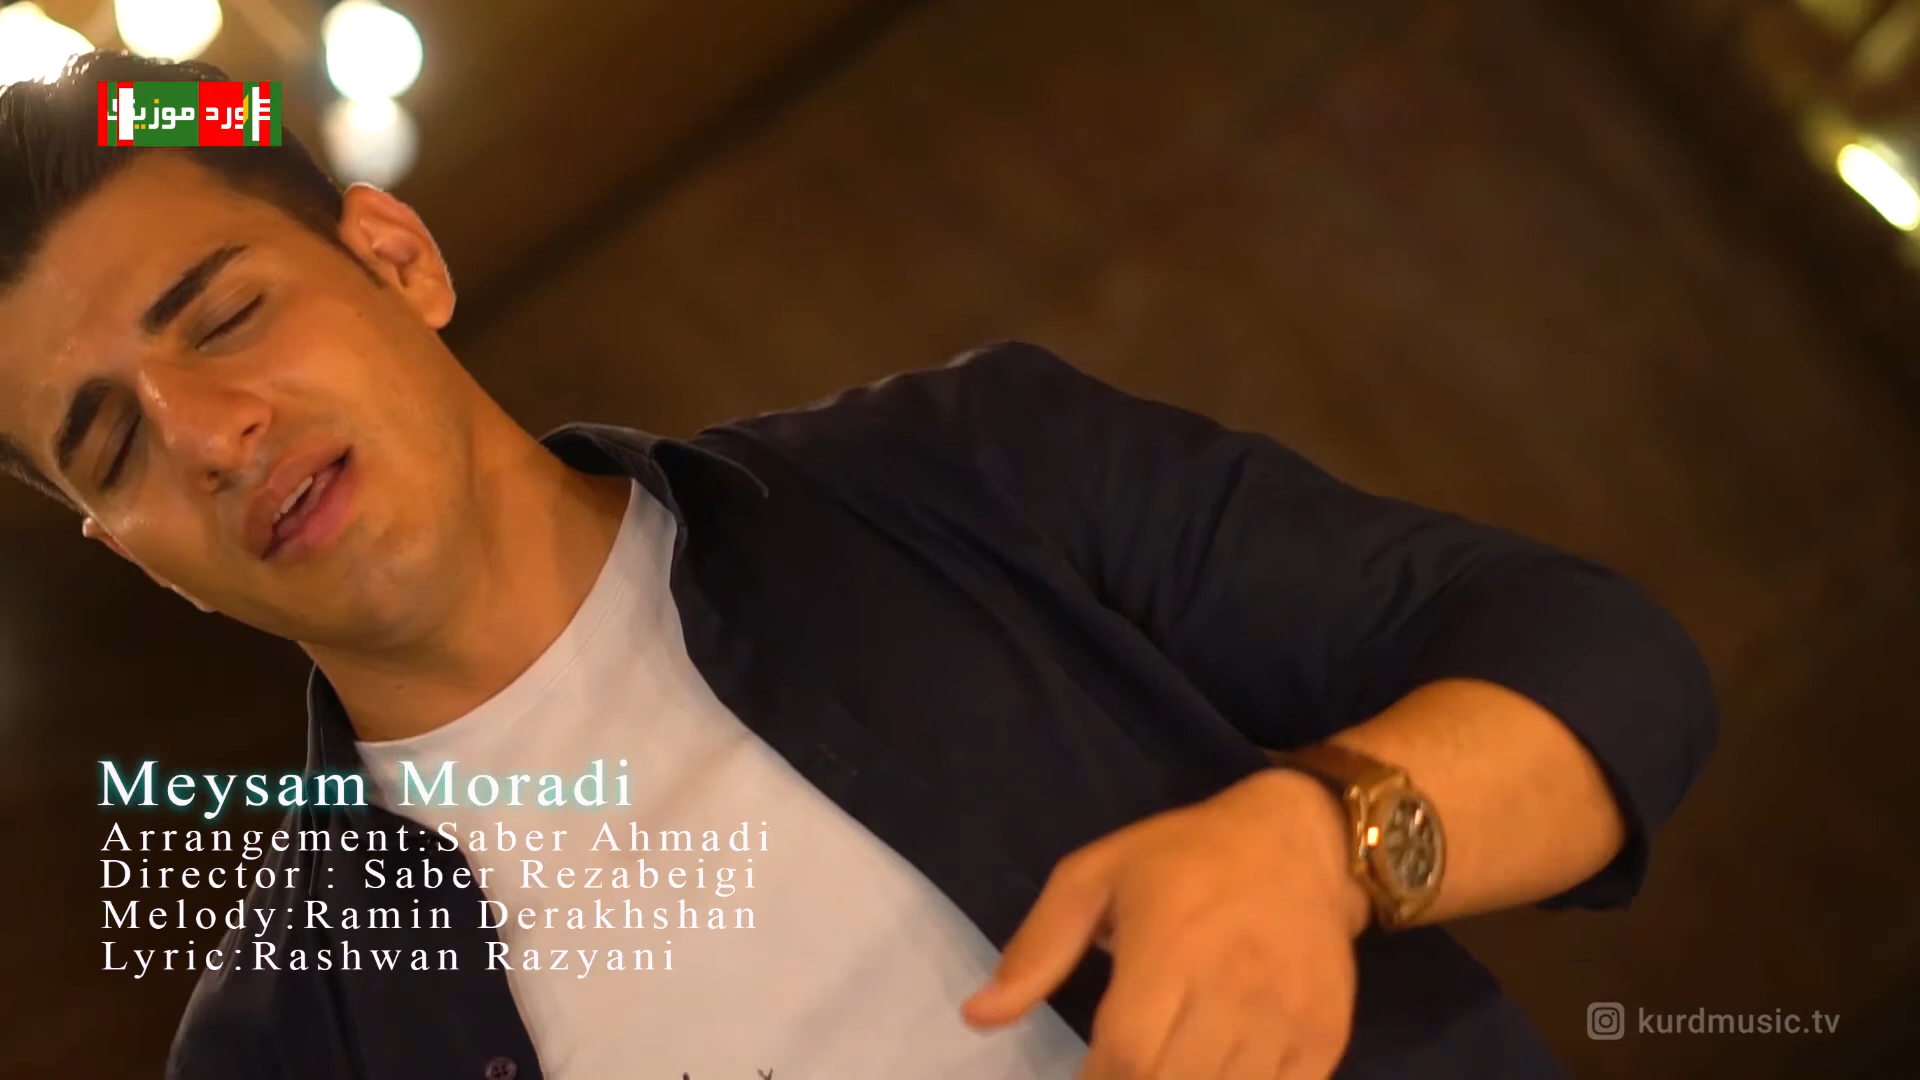 کورد موزیک
Meysam Moradi
Arrangement:Saber Ahmadi
Director : Saber Rezabeigi
Melody:Ramin Derakhshan
Lyric:Rashwan Razyani
kurdmusic.tv